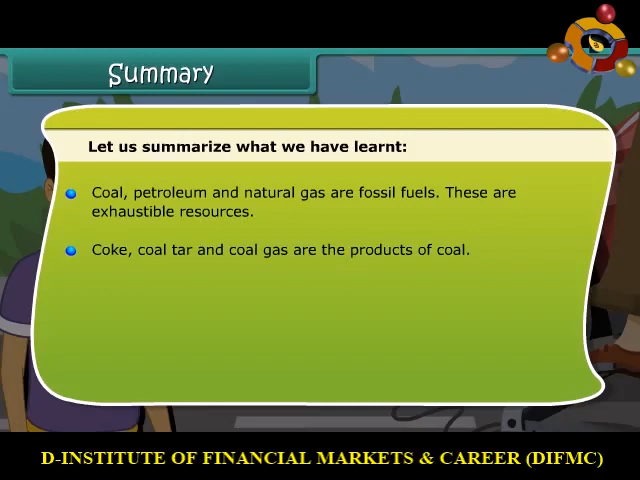 Summary
Let us summarize what we have learnt:
Coal, petroleum and natural gas are fossil fuels. These are
exhaustible resources.
Coke, coal tar and coal gas are the products of coal.
D-INSTITUTE OF FINANCIAL MARKETS & CAREER (DIFMC)